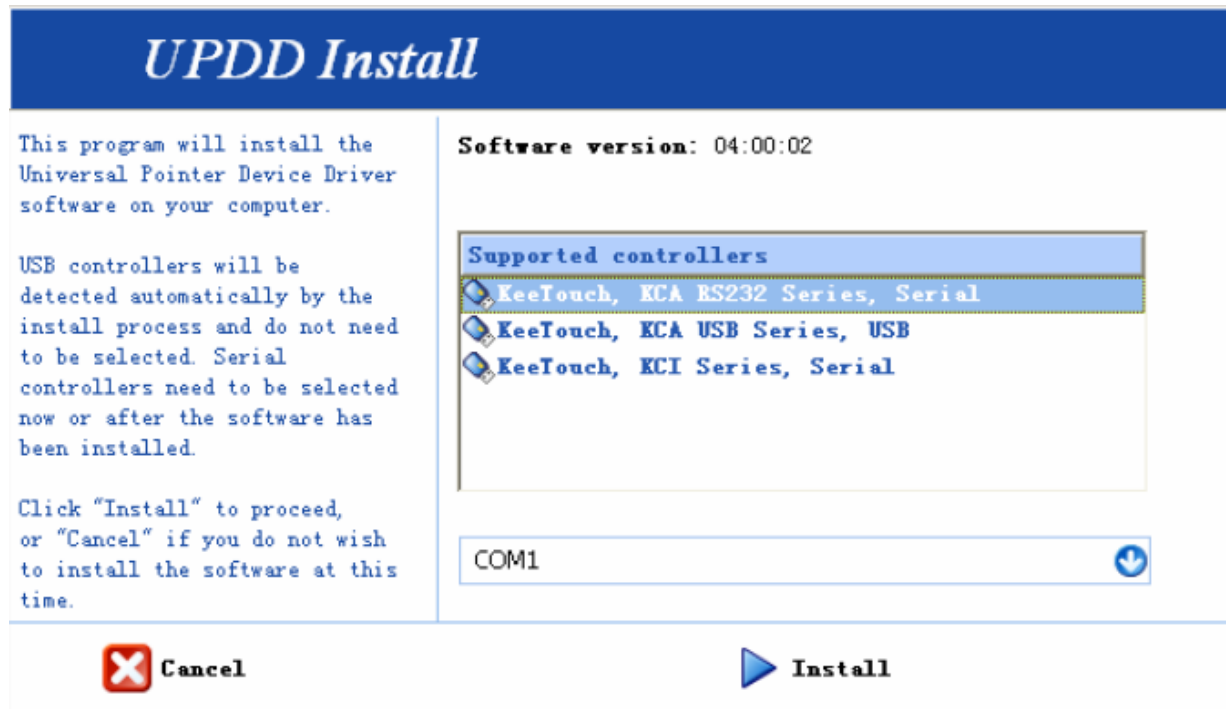 UPDD Install
This program will install the
Universal Pointer Device Driver
software on your computer.
USB controllers will be
detected automatically by the
install process and do not need
to be selected. Serial
controllers need to be selected
now or after the software has
been installed.
Click "Install" to proceed,
or "Cancel" if you do not wish
to install the software at this
time.
Software version: 04:00:02
Supported controllers
KeeTouch, KCA RS232 Series, Serial
KeeTouch, KCA USB Series, USB
KeeTouch, KCI Series, Serial
COM1
Cancel
Install